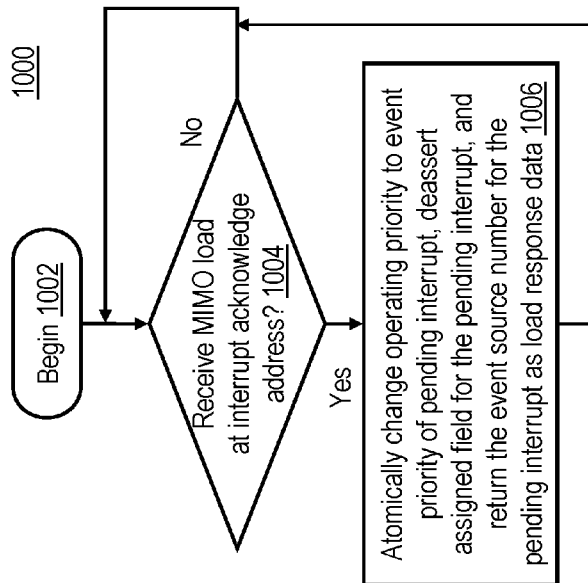 1000
Begin 1002
Receive MIMO load
at interrupt acknowledge
address? 1004
No
Yes
Atomically change operating priority to event
priority of pending interrupt, deassert
assigned field for the pending interrupt, and
return the event source number for the
pending interrupt as load response data 1006